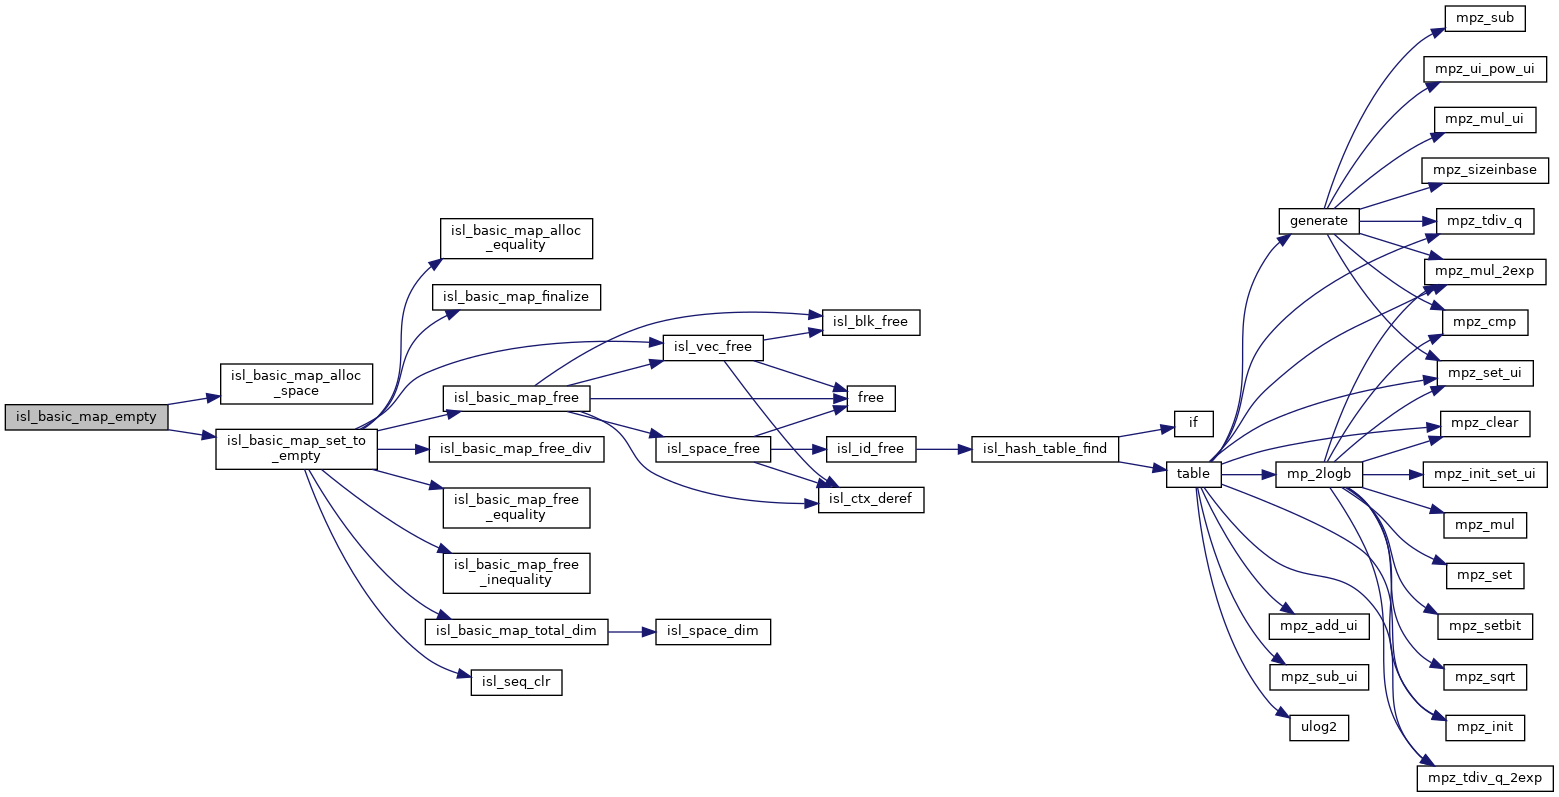 isl_basic_map_empty
isl_basic_map_alloc
_space
isl_basic_map_set_to
_empty
isl_basic_map_alloc
_equality
isl_basic_map_finalize
isl_basic_map_free
isl_basic_map_free_div
isl_basic_map_free
_equality
isl_basic_map_free
_inequality
isl_basic_map_total_dim
isl_seq_clr
isl_vec_free
isl_space_free
isl_space_dim
isl_blk_free
free
isl_id_free
isl_ctx_deref
isl_hash_table_find
if
table
generate
mp_2logb
mpz_add_ui
mpz_sub_ui
ulog2
mpz_sub
mpz_ui_pow_ui
mpz_mul_ui
mpz_sizeinbase
mpz_tdiv_q
mpz_mul_2exp
mpz_cmp
mpz_set_ui
mpz_clear
mpz_init_set_ui
mpz_mul
mpz_set
mpz_setbit
mpz_sqrt
mpz_init
mpz_tdiv_q_2exp